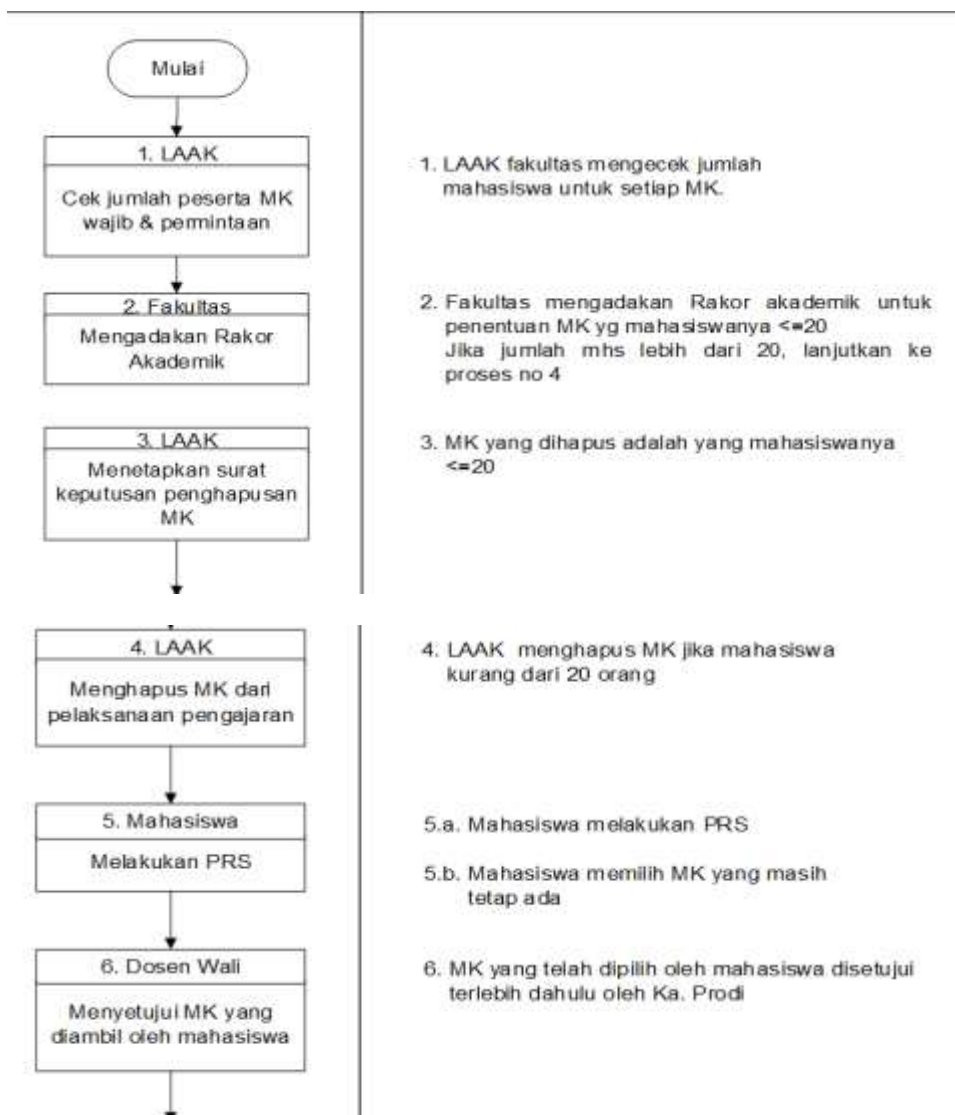 Mulai
1. LAAK
Cek jumlah peserta MK
wajib & permintaan
1. LAAK fakultas mengecek jumlah
mahasiswa untuk setiap MK.
2. Fakultas
Mengadakan Rakor
Akademik
2. Fakultas mengadakan Rakor akademik untuk
penentuan MK yg mahasiswanya <=20
Jika jumlah mhs lebih dari 20, lanjutkan ke
proses no 4
3. LAAK
Menetapkan surat
keputusan penghapusan
MK
3. MK yang dihapus adalah yang mahasiswanya
<=20
4. LAAK
Menghapus MK dari
pelaksanaan pengajaran
4. LAAK menghapus MK jika mahasiswa
kurang dari 20 orang
5. Mahasiswa
Melakukan PRS
5.a. Mahasiswa melakukan PRS
5.b. Mahasiswa memilih MK yang masih
tetap ada
6. Dosen Wali
Menyetujui MK yang
diambil oleh mahasiswa
6. MK yang telah dipilih oleh mahasiswa disetujui
terlebih dahulu oleh Ka. Prodi